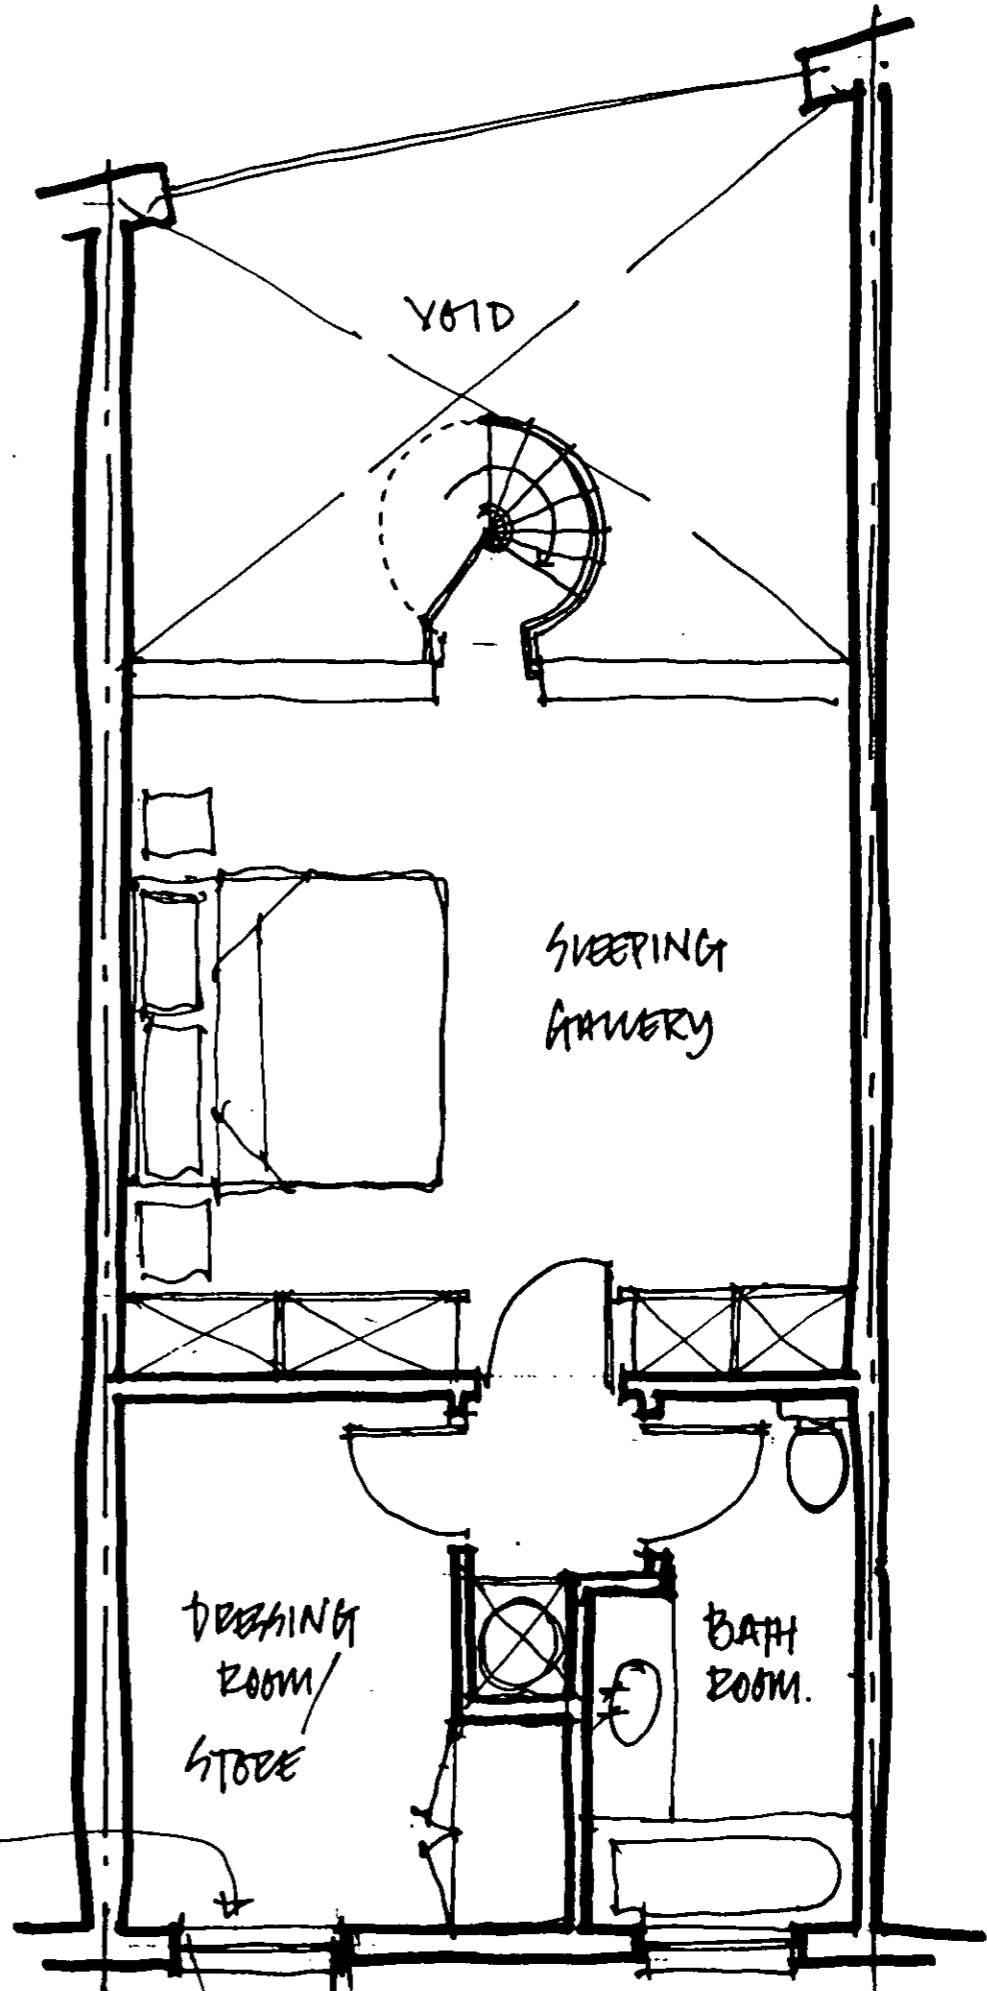 VOID
SLEEPING
GALLERY
DRESSING
ROOM/
STORE
BATH
ROOM.